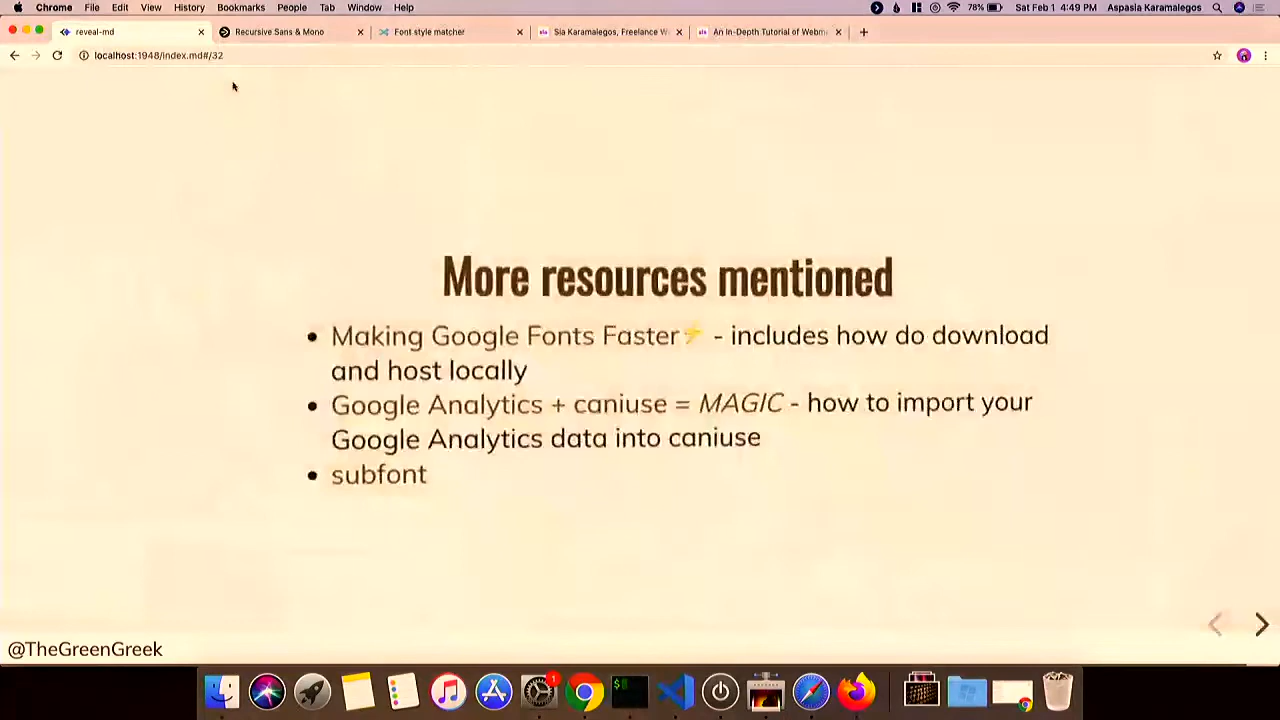 Chrome File Edit View History Bookmarks People Tab Window Help 78% Sat Feb 1 4:49 PM Aspasia Karamalegos
reveal-md Recursive Sans & Mono Font style matcher Sia Karamalegos, Freelance W An In-Depth Tutorial of Webm
localhost:1948/index.md#/32
More resources mentioned
Making Google Fonts Faster⚡ - includes how do download
and host locally
Google Analytics + caniuse = MAGIC - how to import your
Google Analytics data into caniuse
subfont
@TheGreenGreek
1